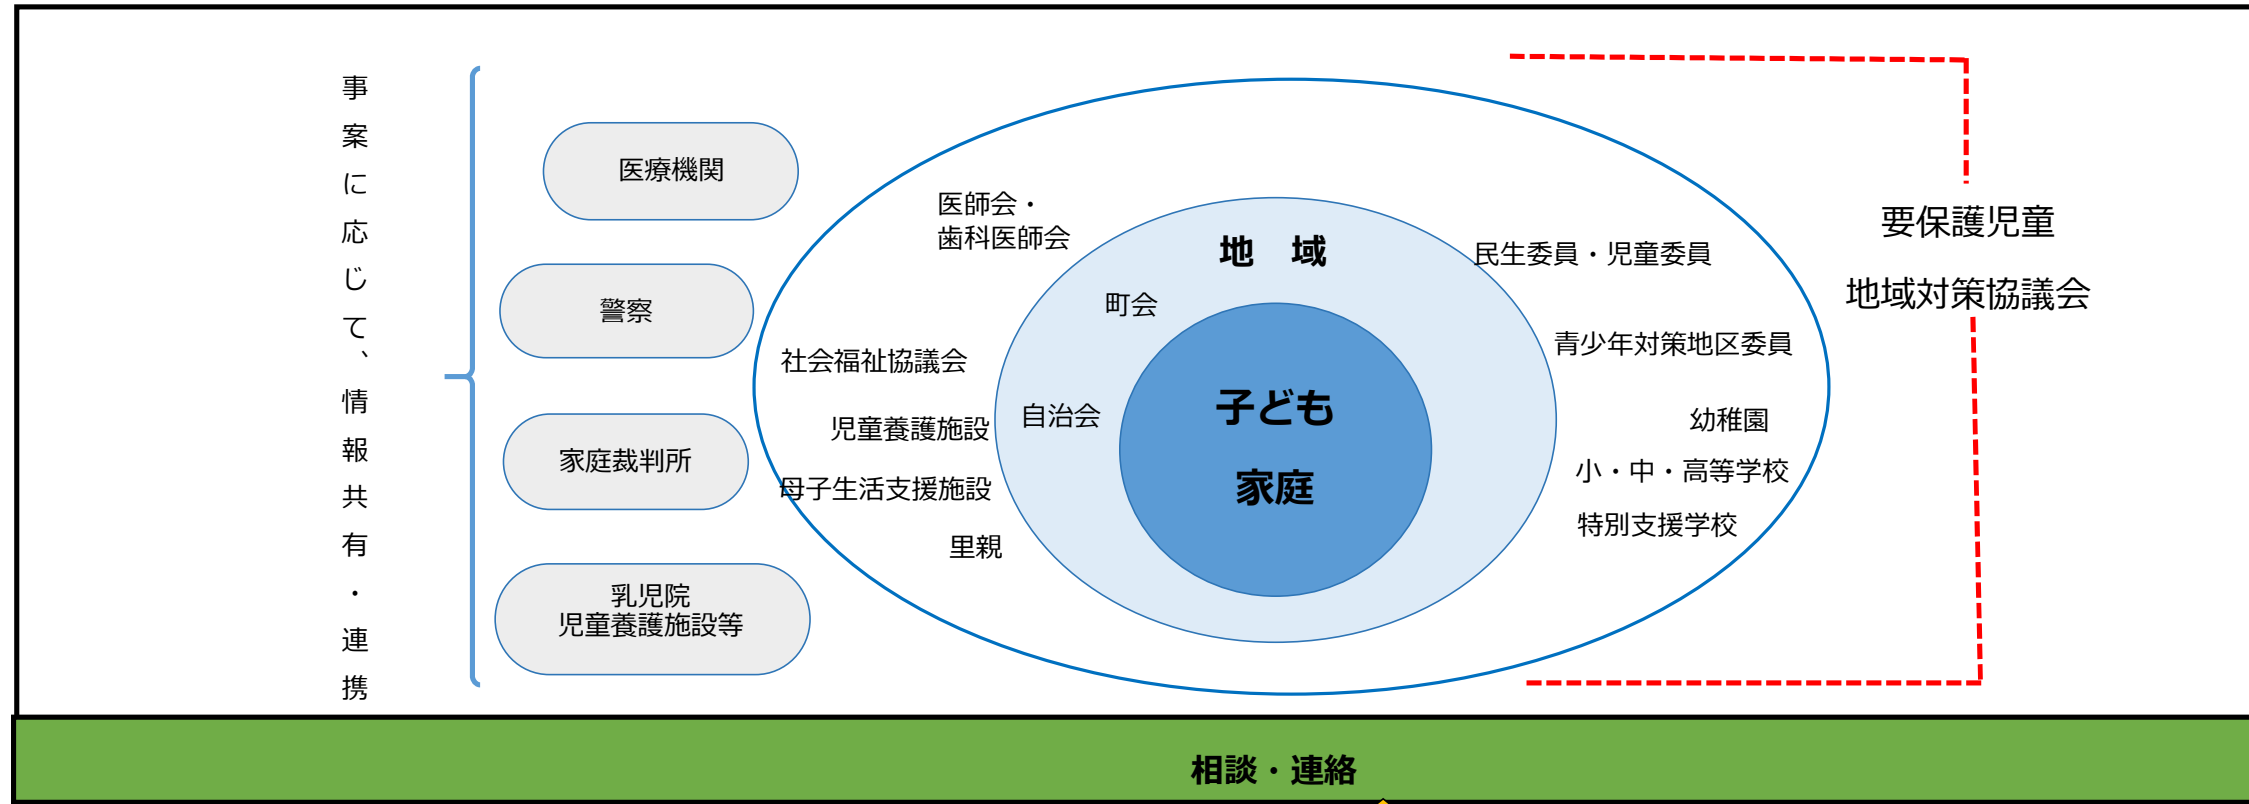 事案に応じて、情報共有・連携
医療機関
警察
家庭裁判所
乳児院
児童養護施設等
医師会・
歯科医師会
社会福祉協議会
児童養護施設
母子生活支援施設
里親
地　域
町会
自治会
子ども
家庭
民生委員・児童委員
青少年対策地区委員
幼稚園
小・中・高等学校
特別支援学校
要保護児童
地域対策協議会
相談・連絡